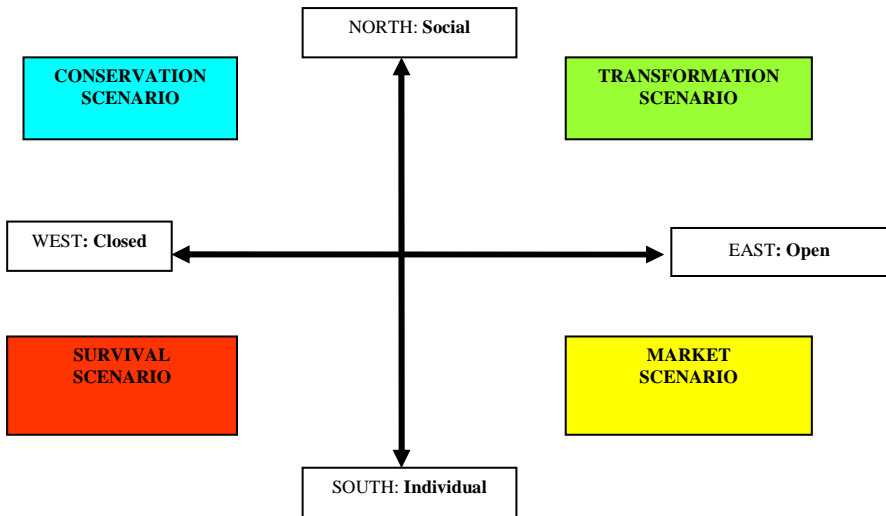 NORTH: Social
CONSERVATION
SCENARIO
TRANSFORMATION
SCENARIO
WEST: Closed
EAST: Open
SURVIVAL
SCENARIO
MARKET
SCENARIO
SOUTH: Individual